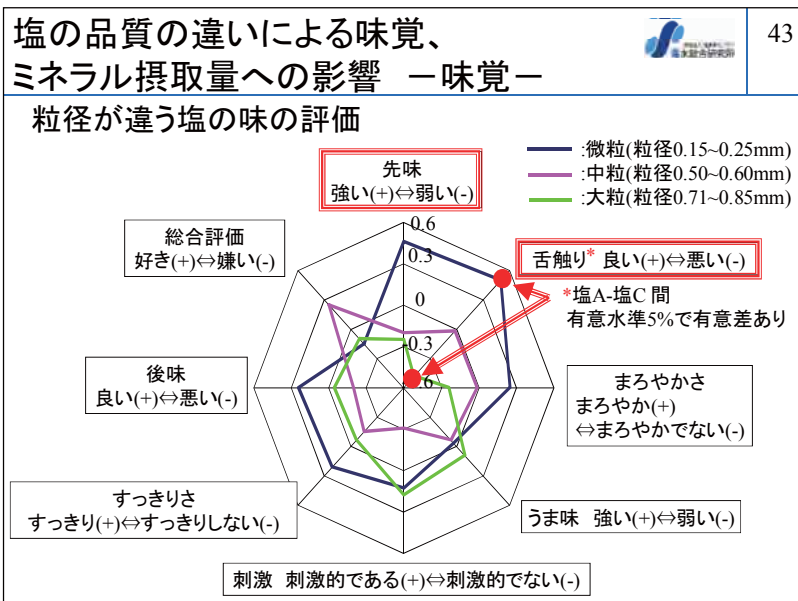 塩の品質の違いによる味覚、
ミネラル摂取量への影響 －味覚－
43
粒径が違う塩の味の評価
:微粒(粒径0.15~0.25mm)
:中粒(粒径0.50~0.60mm)
:大粒(粒径0.71~0.85mm)
先味
強い(+)⇔弱い(-)
総合評価
好き(+)⇔嫌い(-)
0.6
0.3
0
-0.3
舌触り* 良い(+)⇔悪い(-)
*塩A-塩C 間
有意水準5%で有意差あり
後味
良い(+)⇔悪い(-)
まろやかさ
まろやか(+)
⇔まろやかでない(-)
すっきりさ
すっきり(+)⇔すっきりしない(-)
うま味 強い(+)⇔弱い(-)
刺激 刺激的である(+)⇔刺激的でない(-)